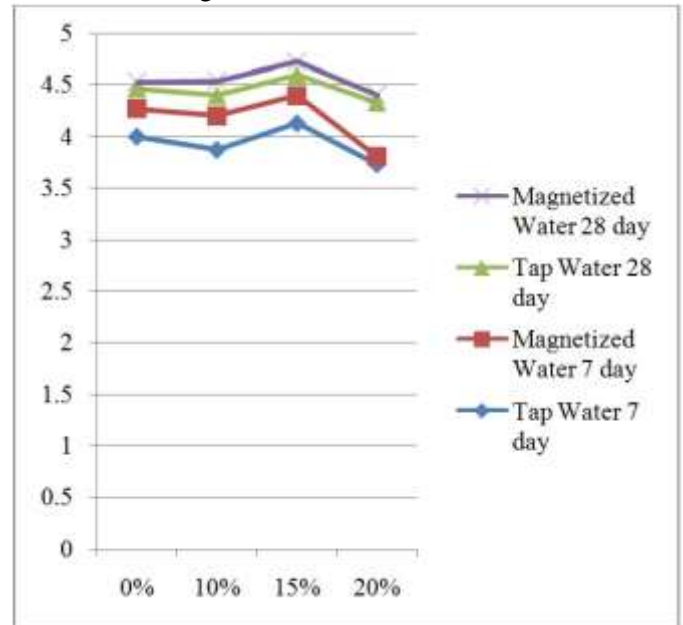 5
4.5
4
3.5
3
2.5
2
1.5
1
0.5
0
0% 10% 15% 20%
Magnetized
Water 28 day
Tap Water 28
day
Magnetized
Water 7 day
Tap Water 7
day